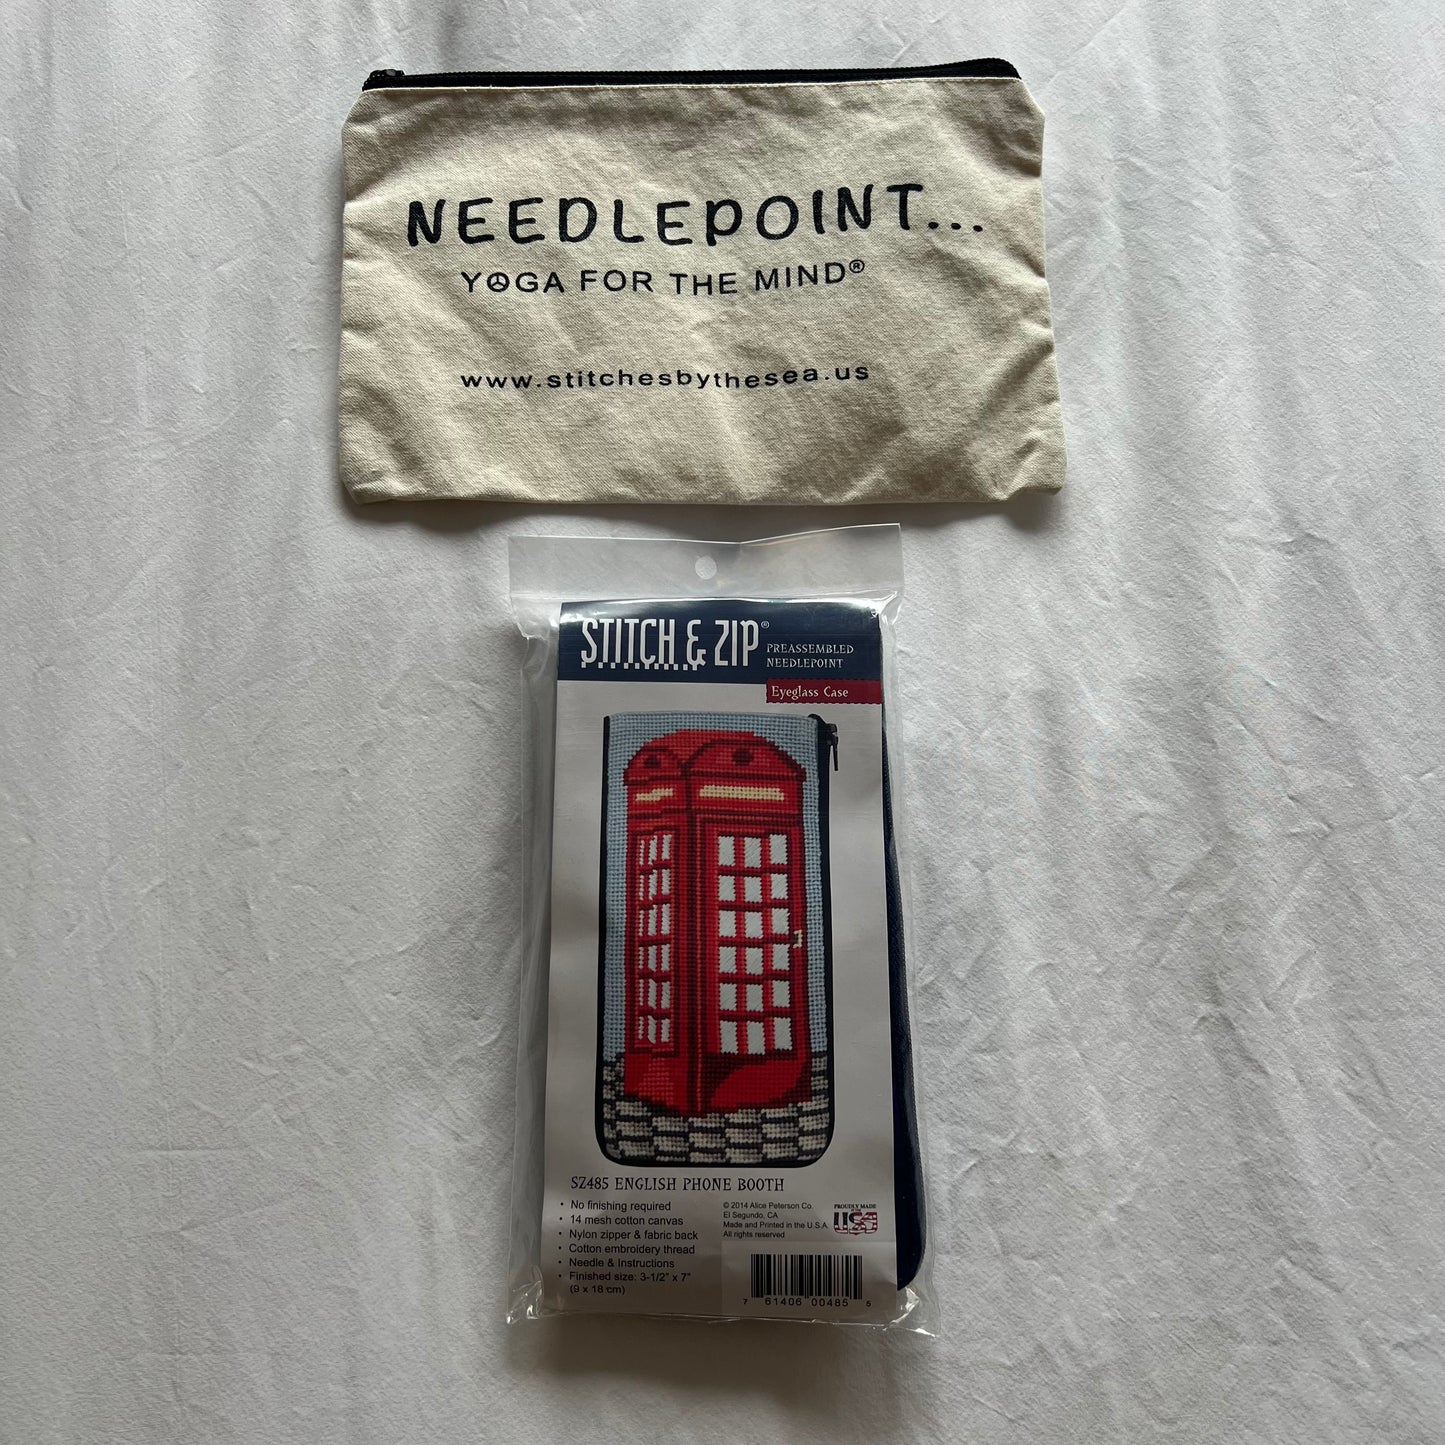 NEEDLEPOINT...
YOGA FOR THE MIND®
www.stitchesbythesea.us
STITCH & ZIP®
PREASSEMBLED
NEEDLEPOINT
Eyeglass Case
SZ485 ENGLISH PHONE BOOTH
• No finishing required
• 14 mesh cotton canvas
• Nylon zipper & fabric back
• Cotton embroidery thread
• Needle & Instructions
• Finished size: 3-1/2" x 7"
(9 x 18 cm)
© 2014 Alice Peterson Co.
El Segundo, CA
Made and Printed in the U.S.A
All rights reserved
PROUDLY MADE
IN THE
USA
7 61406 00485 5